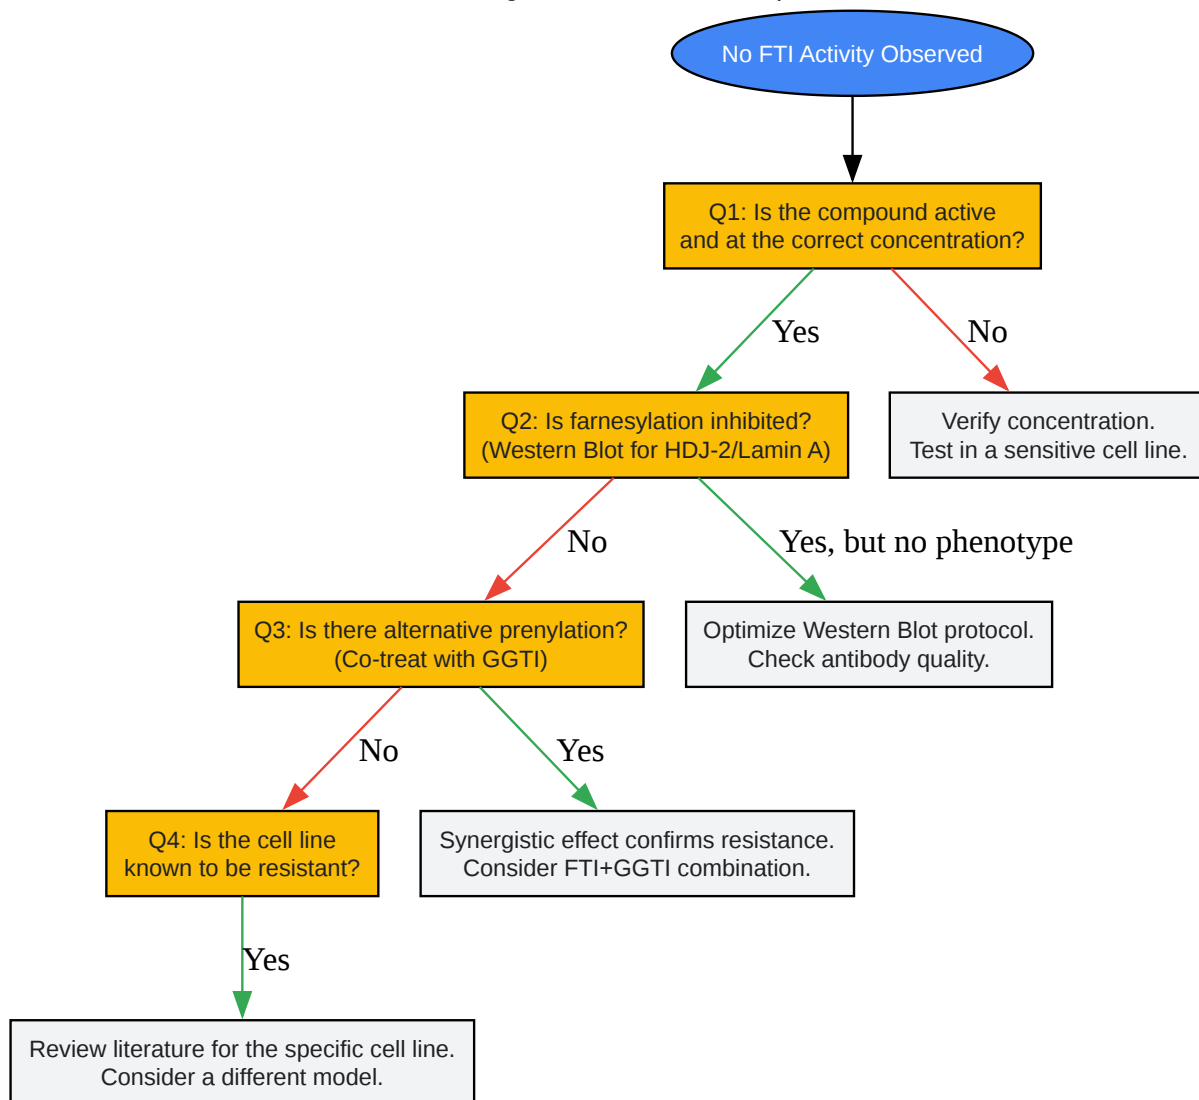 No FTI Activity Observed
Q1: Is the compound active
and at the correct concentration?
Yes
No
Q2: Is farnesylation inhibited?
(Western Blot for HDJ-2/Lamin A)
Verify concentration.
Test in a sensitive cell line.
No
Yes, but no phenotype
Q3: Is there alternative prenylation?
(Co-treat with GGTI)
Optimize Western Blot protocol.
Check antibody quality.
No
Yes
Q4: Is the cell line
known to be resistant?
Synergistic effect confirms resistance.
Consider FTI+GGTI combination.
Yes
Review literature for the specific cell line.
Consider a different model.